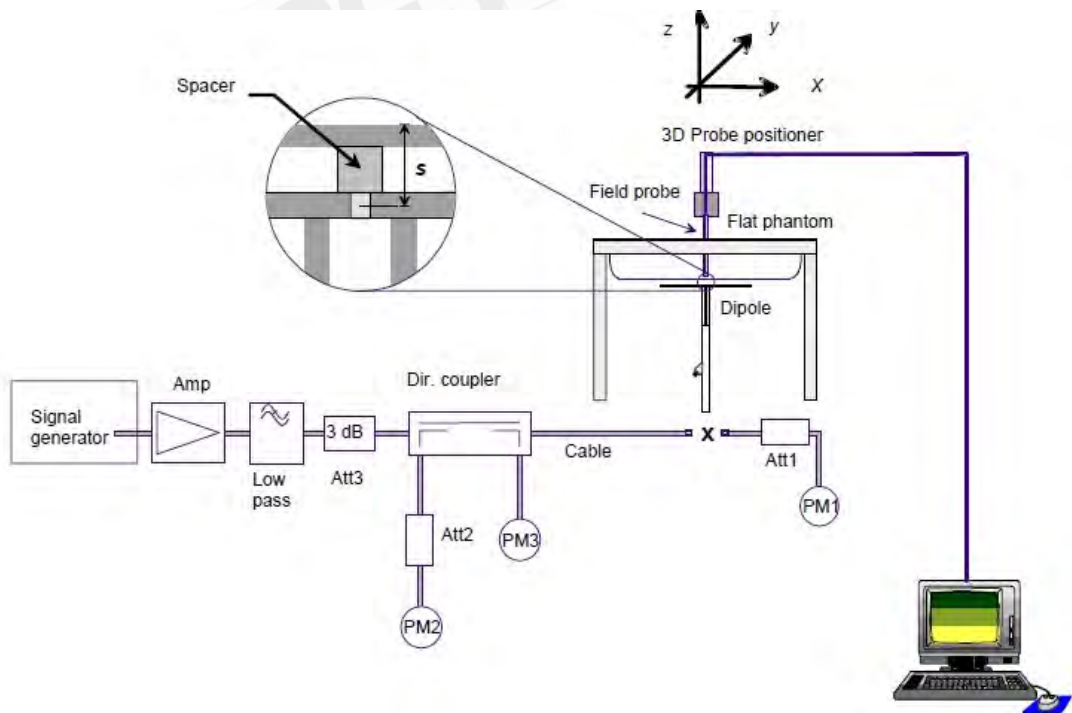 z
y
X
Spacer
s
3D Probe positioner
Field probe
Flat phantom
Dipole
Dir. coupler
Amp
Signal
generator
3 dB
Low
pass
Att3
Cable
x
Att1
PM1
Att2
PM3
PM2